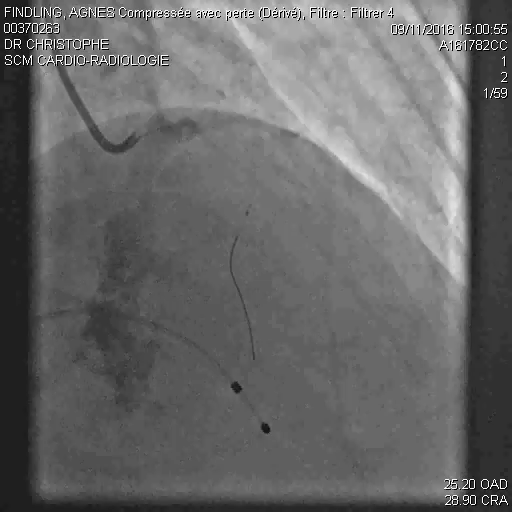 FINDLING, AGNES Compressée avec perte (Dérivé), Filtre : Filtrer 4
00370263
09/11/2018 15:00:55
DR CHRISTOPHE
A161782CC
SCM CARDIO-RADIOLOGIE
1
2
1/59
25.20 OAD
28.90 CRA